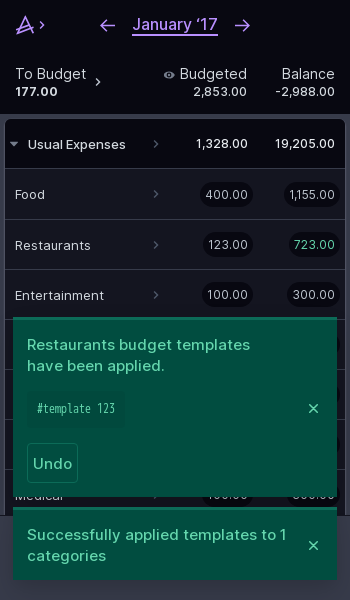 January ‘17
To Budget Budgeted Balance
177.00 2,853.00 -2,988.00
Usual Expenses 1,328.00 19,205.00
Food 400.00 1,155.00
Restaurants 123.00 723.00
Entertainment 100.00 300.00
Restaurants budget templates
have been applied.
#template 123
Undo
Medical
Successfully applied templates to 1
categories